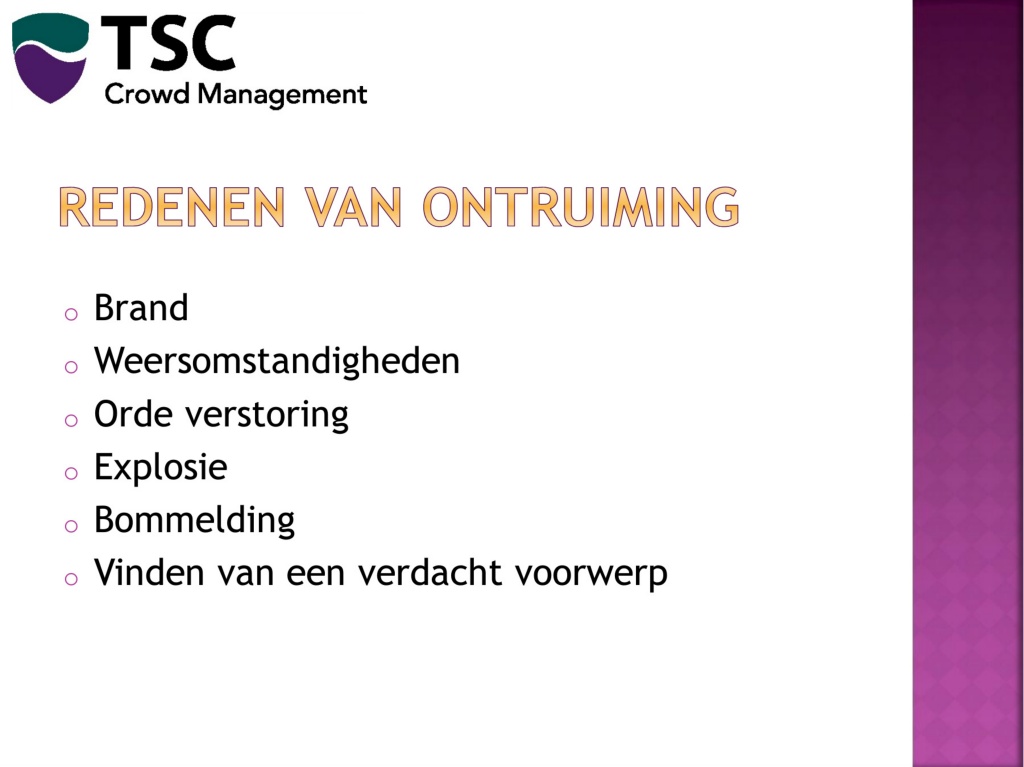 TSC
Crowd Management
REDENEN VAN ONTRUIMING
o Brand
o Weersomstandigheden
o Orde verstoring
o Explosie
o Bommelding
o Vinden van een verdacht voorwerp